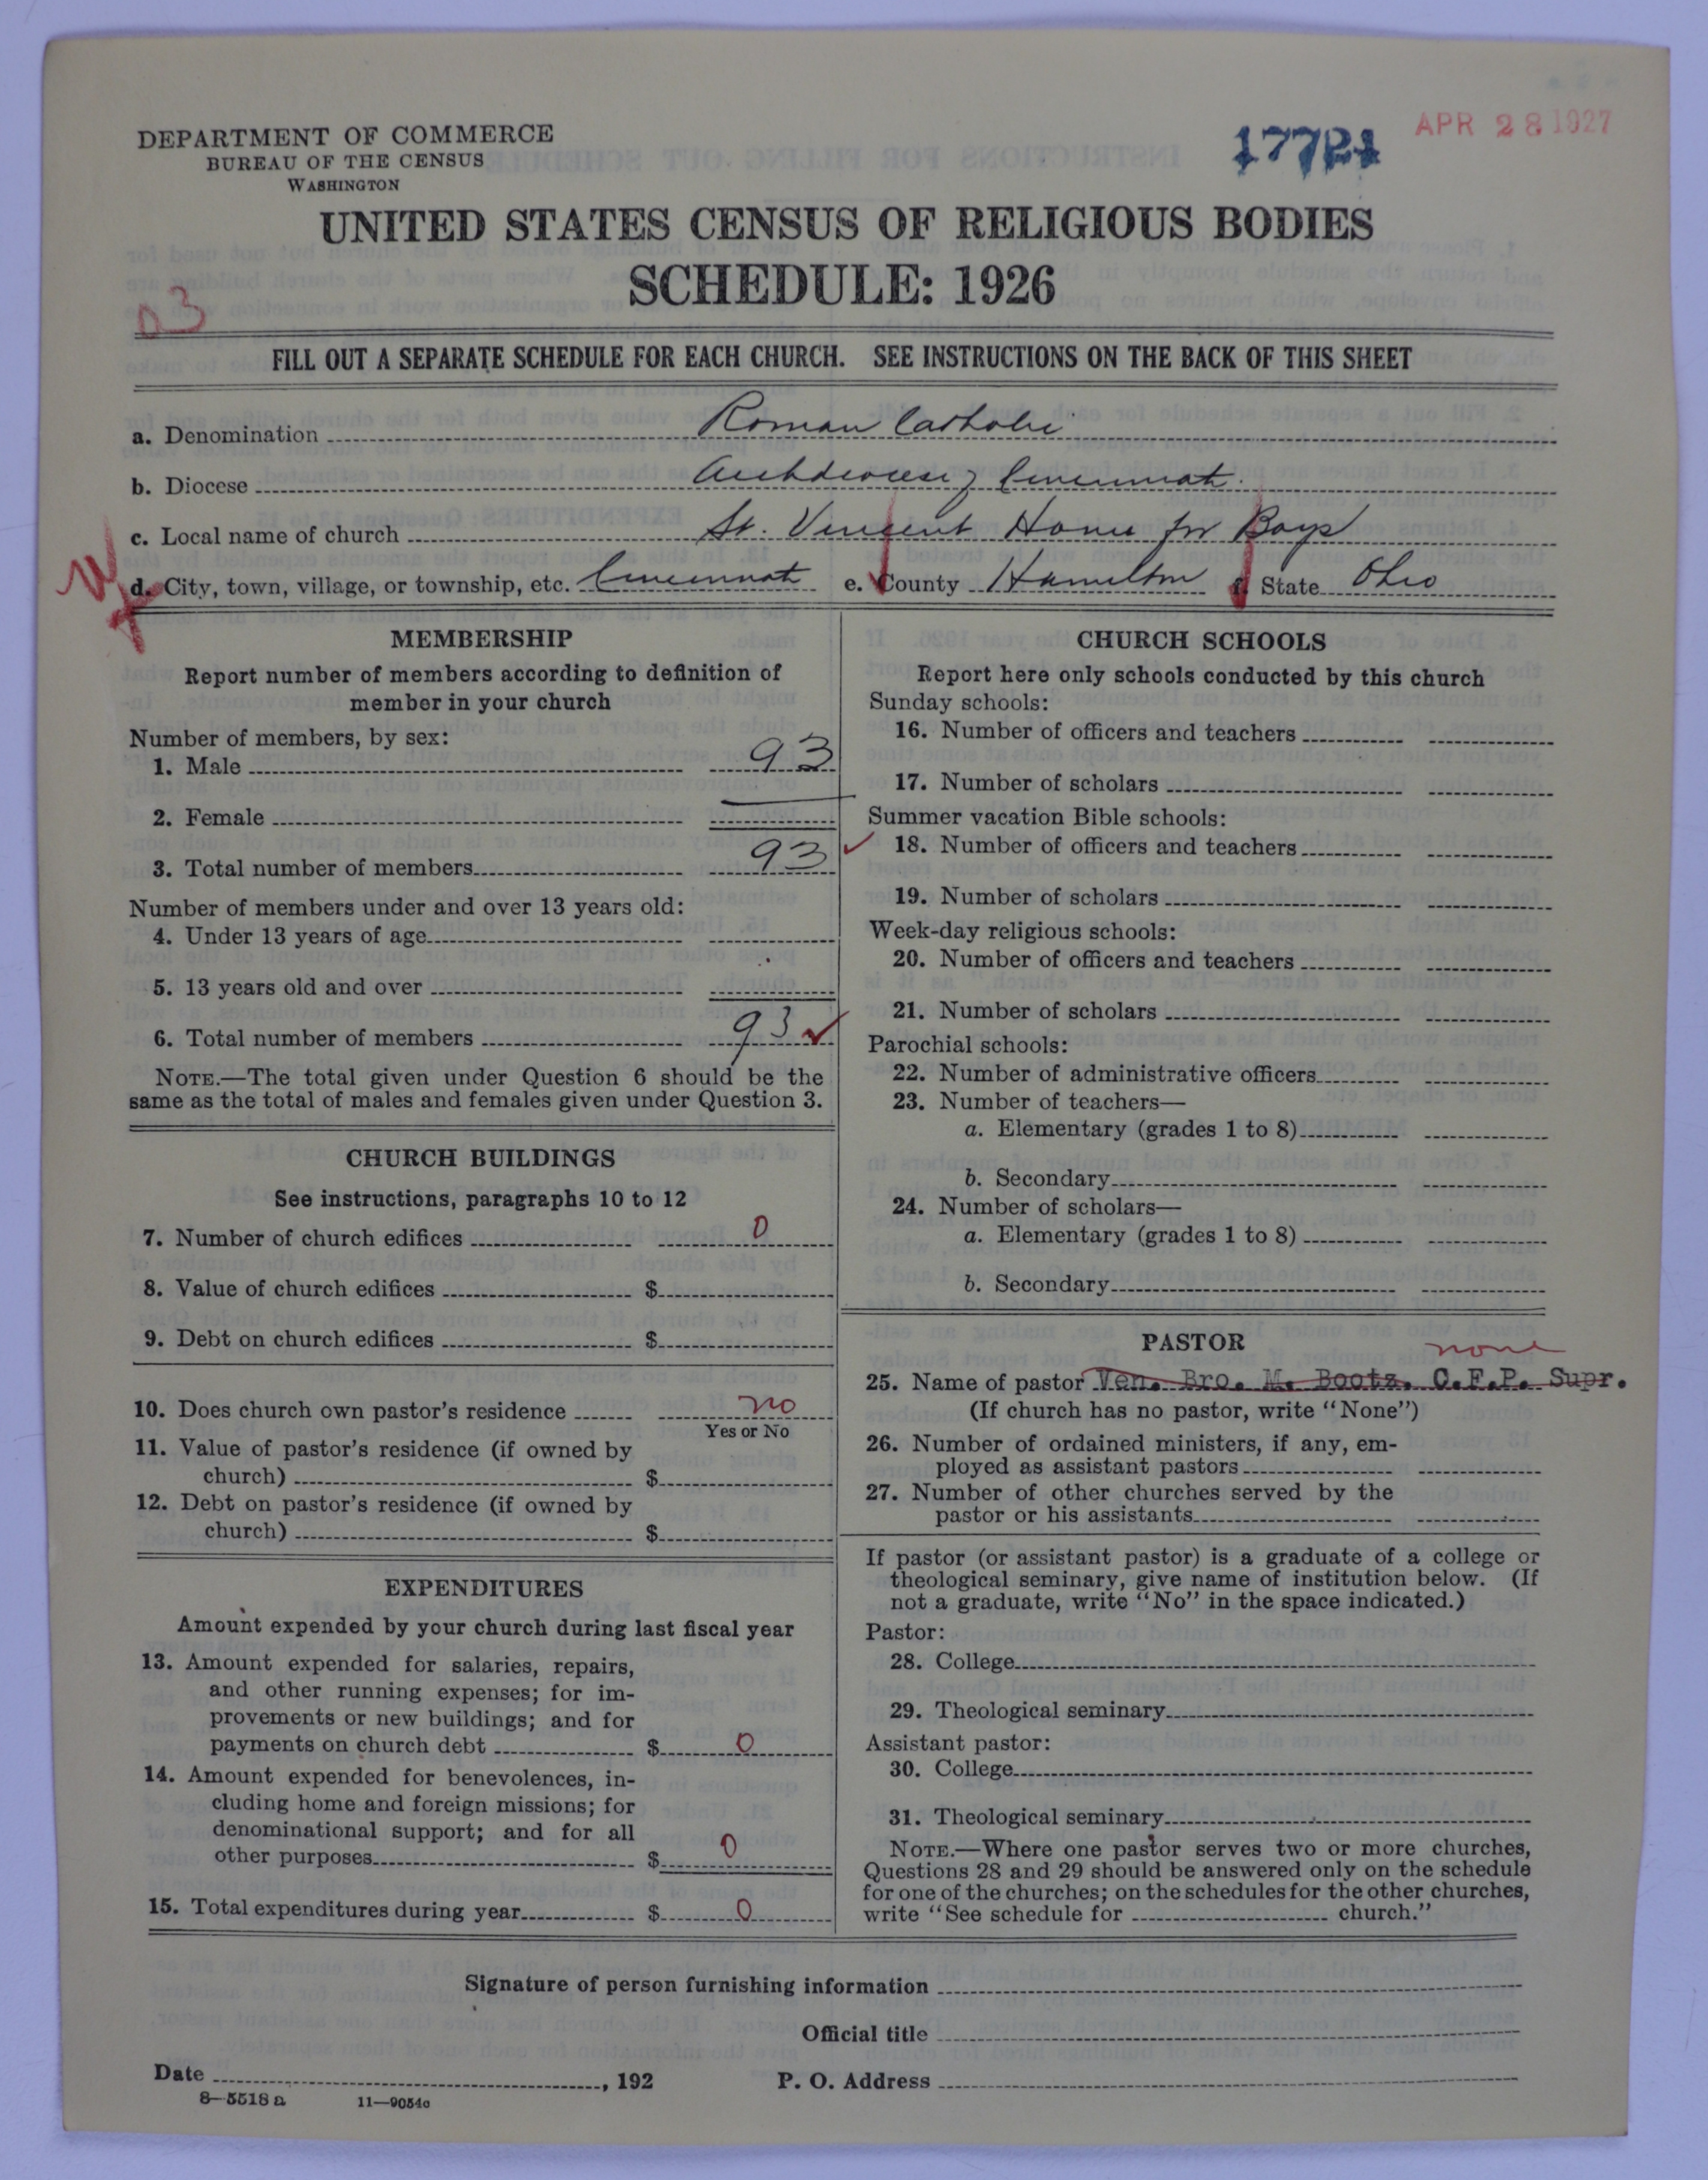 DEPARTMENT OF COMMERCE
BUREAU OF THE CENSUS
WASHINGTON
17721
APR 28 1927
UNITED STATES CENSUS OF RELIGIOUS BODIES
SCHEDULE: 1926
03
FILL OUT A SEPARATE SCHEDULE FOR EACH CHURCH. SEE INSTRUCTIONS ON THE BACK OF THIS SHEET
a. Denomination Roman Catholic
b. Diocese Archdiocese of Cincinnati.
c. Local name of church St. Vincent Home for Boys
d. City, town, village, or township, etc. Cincinnati e. County Hamilton f. State Ohio
MEMBERSHIP
Report number of members according to definition of
member in your church
Number of members, by sex:
1. Male 93
2. Female
3. Total number of members 93
Number of members under and over 13 years old:
4. Under 13 years of age
5. 13 years old and over
6. Total number of members 93
NOTE.—The total given under Question 6 should be the
same as the total of males and females given under Question 3.
CHURCH BUILDINGS
See instructions, paragraphs 10 to 12
7. Number of church edifices 0
8. Value of church edifices $
9. Debt on church edifices $
10. Does church own pastor's residence no
Yes or No
11. Value of pastor's residence (if owned by
church) $
12. Debt on pastor's residence (if owned by
church) $
EXPENDITURES
Amount expended by your church during last fiscal year
13. Amount expended for salaries, repairs,
and other running expenses; for im-
provements or new buildings; and for
payments on church debt $ 0
14. Amount expended for benevolences, in-
cluding home and foreign missions; for
denominational support; and for all
other purposes $ 0
15. Total expenditures during year $ 0
CHURCH SCHOOLS
Report here only schools conducted by this church
Sunday schools:
16. Number of officers and teachers
17. Number of scholars
Summer vacation Bible schools:
18. Number of officers and teachers
19. Number of scholars
Week-day religious schools:
20. Number of officers and teachers
21. Number of scholars
Parochial schools:
22. Number of administrative officers
23. Number of teachers—
a. Elementary (grades 1 to 8)
b. Secondary
24. Number of scholars—
a. Elementary (grades 1 to 8)
b. Secondary
PASTOR
none
25. Name of pastor Ven. Bro. M. Bootz. C.F.P. Supr.
(If church has no pastor, write "None")
26. Number of ordained ministers, if any, em-
ployed as assistant pastors
27. Number of other churches served by the
pastor or his assistants
If pastor (or assistant pastor) is a graduate of a college or
theological seminary, give name of institution below. (If
not a graduate, write "No" in the space indicated.)
Pastor:
28. College
29. Theological seminary
Assistant pastor:
30. College
31. Theological seminary
NOTE.—Where one pastor serves two or more churches,
Questions 28 and 29 should be answered only on the schedule
for one of the churches; on the schedules for the other churches,
write "See schedule for church."
Signature of person furnishing information
Official title
Date , 192 P. O. Address
8—5518 a 11—9054c